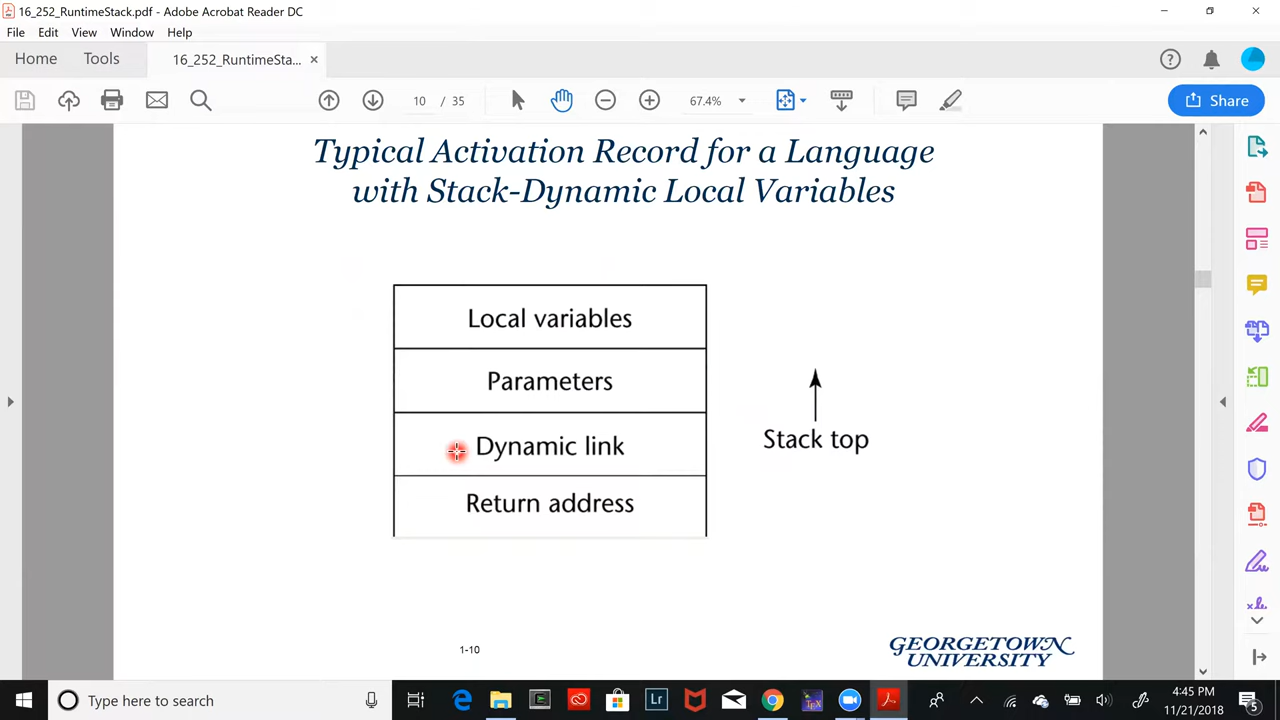 16_252_RuntimeStack.pdf - Adobe Acrobat Reader DC
File Edit View Window Help
Home Tools 16_252_RuntimeSta...
10 / 35 67.4% Share
Typical Activation Record for a Language
with Stack-Dynamic Local Variables
Local variables
Parameters
Dynamic link
Stack top
Return address
1-10
GEORGETOWN
UNIVERSITY
Type here to search
4:45 PM
11/21/2018
5